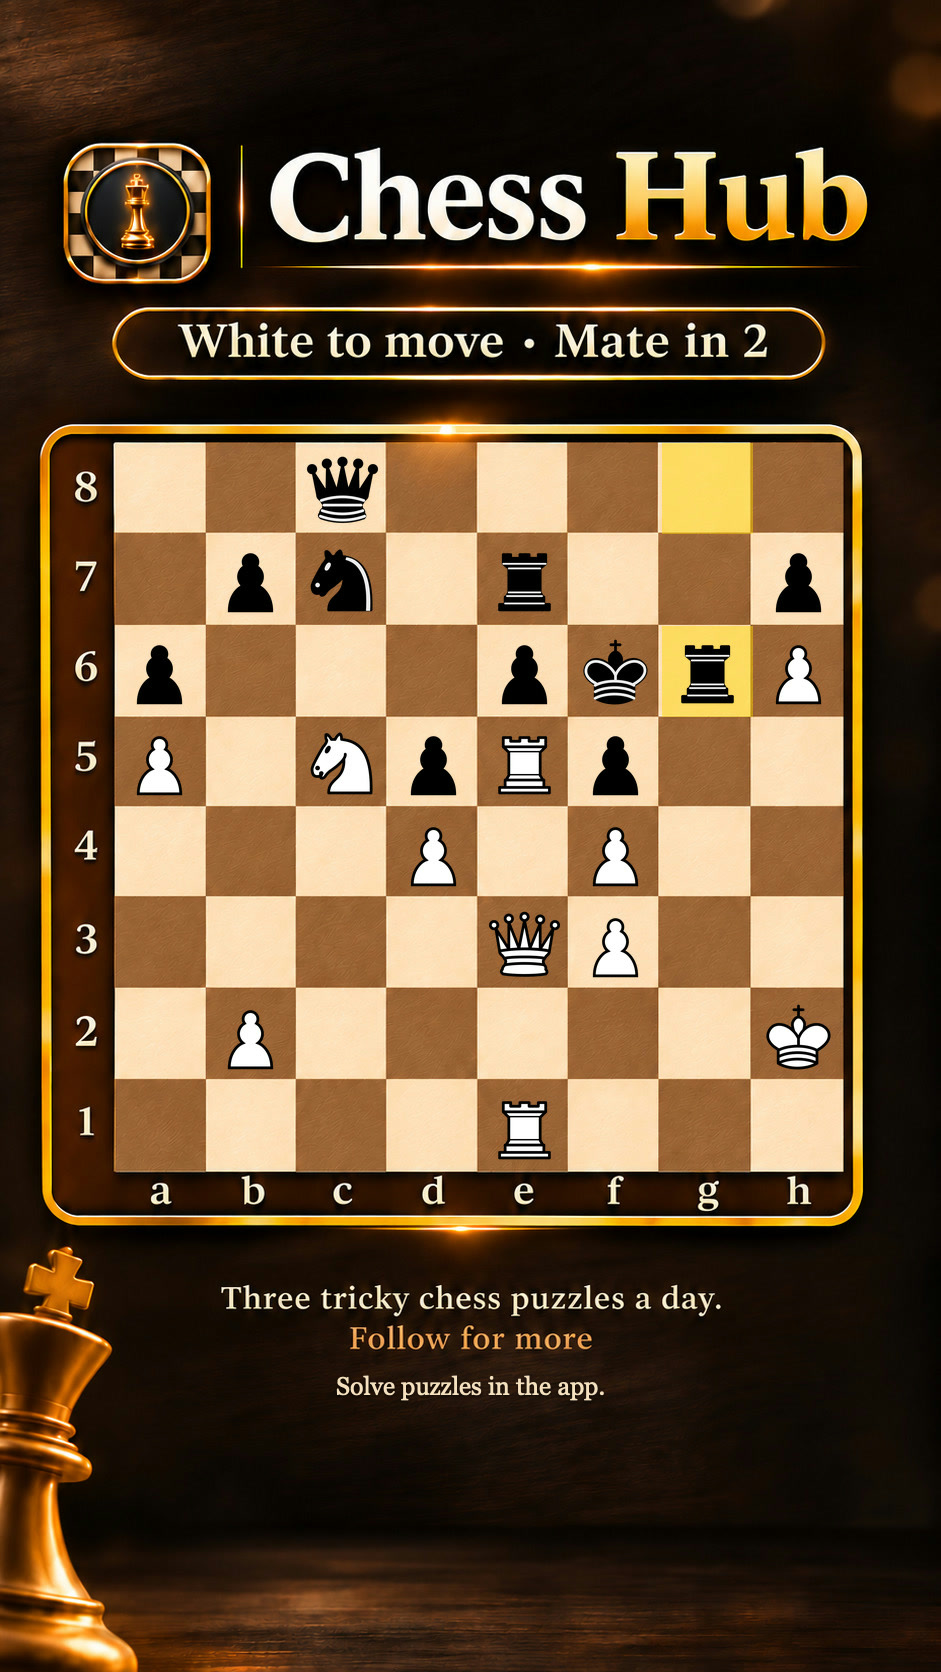 Chess Hub
White to move · Mate in 2
8
7
6
5
4
3
2
1
a b c d e f g h
Three tricky chess puzzles a day.
Follow for more
Solve puzzles in the app.